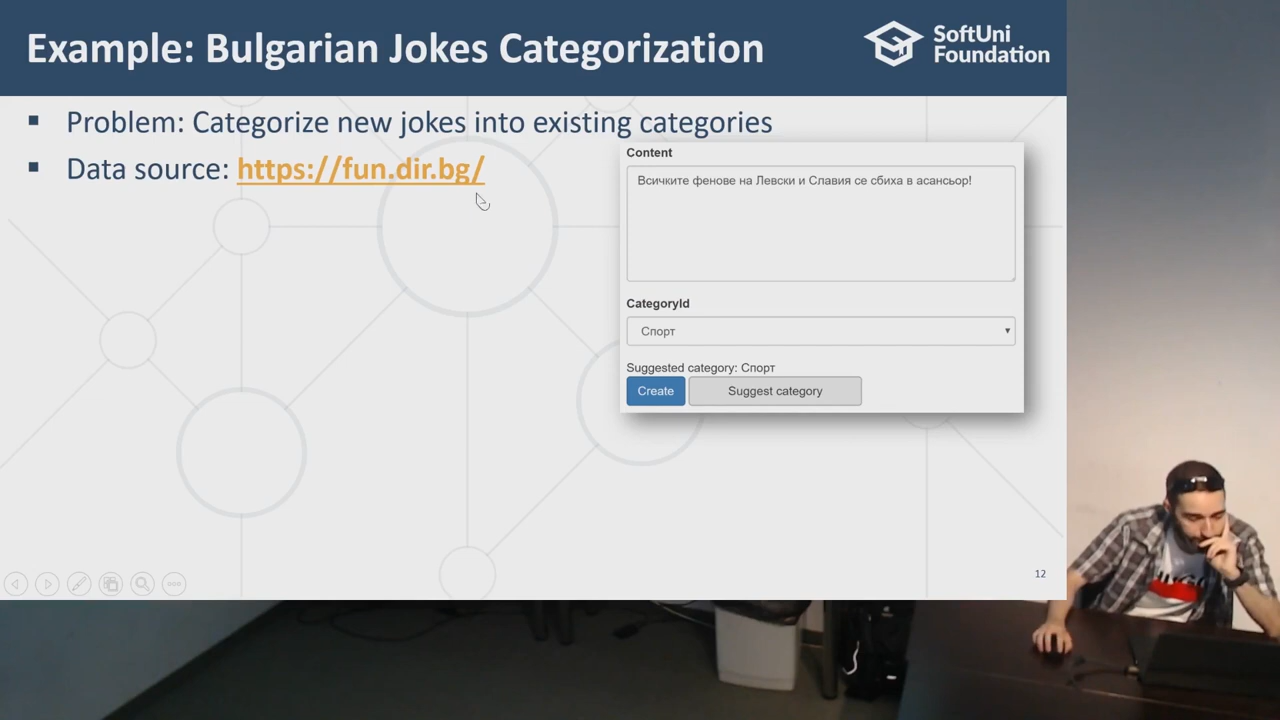 Example: Bulgarian Jokes Categorization
SoftUni
Foundation
Problem: Categorize new jokes into existing categories
Data source: https://fun.dir.bg/
Content
Всичките фенове на Левски и Славия се сбиха в асансьор!
CategoryId
Спорт
Suggested category: Спорт
Create
Suggest category
12